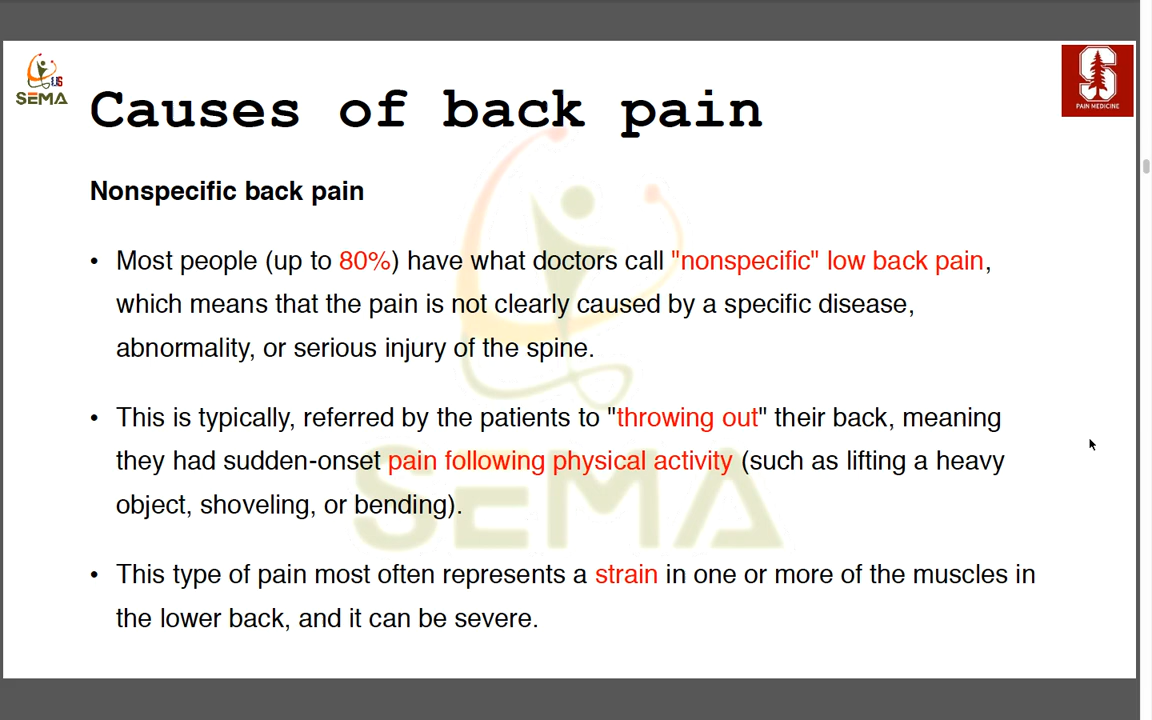 US
SEMA
PAIN MEDICINE
Causes of back pain
Nonspecific back pain
• Most people (up to 80%) have what doctors call "nonspecific" low back pain,
which means that the pain is not clearly caused by a specific disease,
abnormality, or serious injury of the spine.
• This is typically, referred by the patients to "throwing out" their back, meaning
they had sudden-onset pain following physical activity (such as lifting a heavy
object, shoveling, or bending).
• This type of pain most often represents a strain in one or more of the muscles in
the lower back, and it can be severe.
SEMA